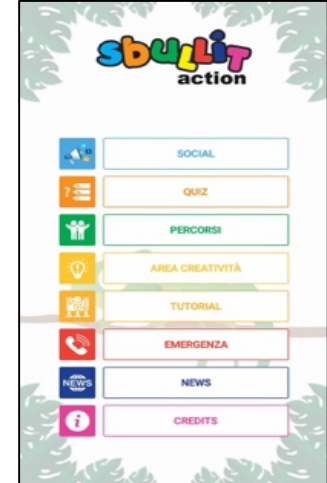 sbullit
action
SOCIAL
?
QUIZ
PERCORSI
AREA CREATIVITÀ
TUTORIAL
EMERGENZA
NEWS
NEWS
i
CREDITS